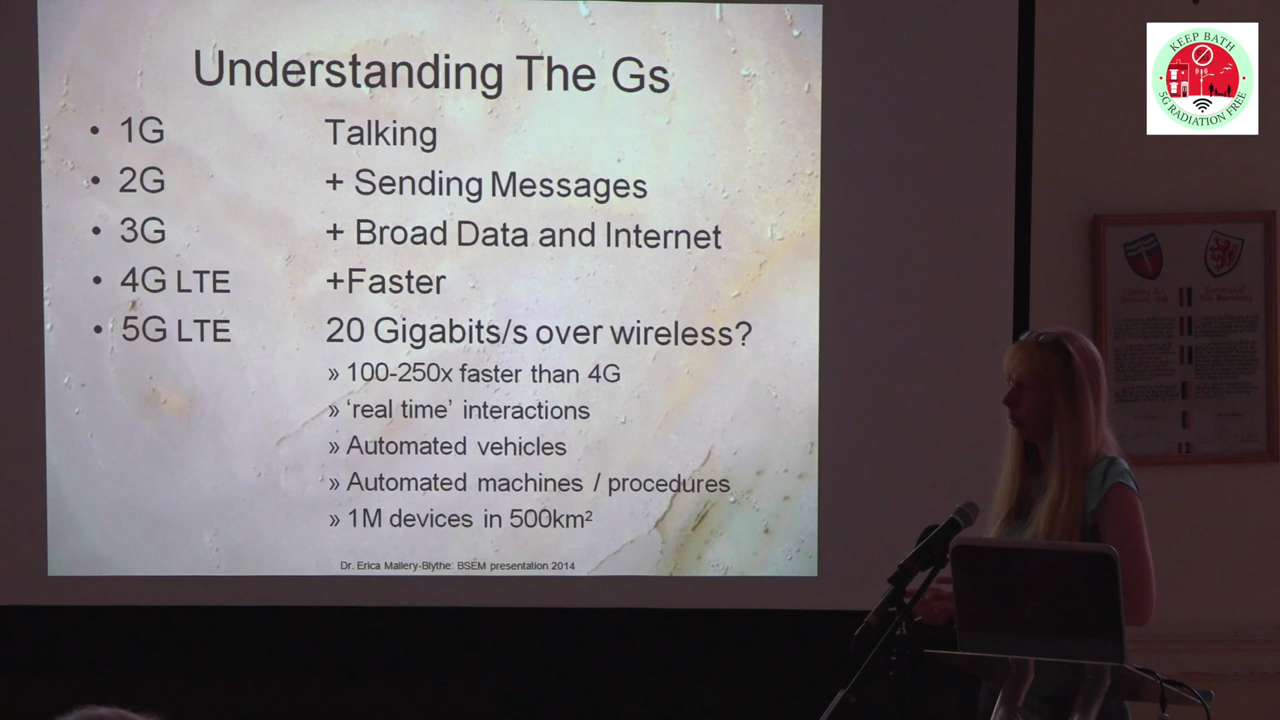 Understanding The Gs
• 1G Talking
• 2G + Sending Messages
• 3G + Broad Data and Internet
• 4G LTE +Faster
• 5G LTE 20 Gigabits/s over wireless?
» 100-250x faster than 4G
» ‘real time’ interactions
» Automated vehicles
» Automated machines / procedures
» 1M devices in 500km²
Dr. Erica Mallery-Blythe: BSEM presentation 2014
KEEP BATH
5G RADIATION FREE